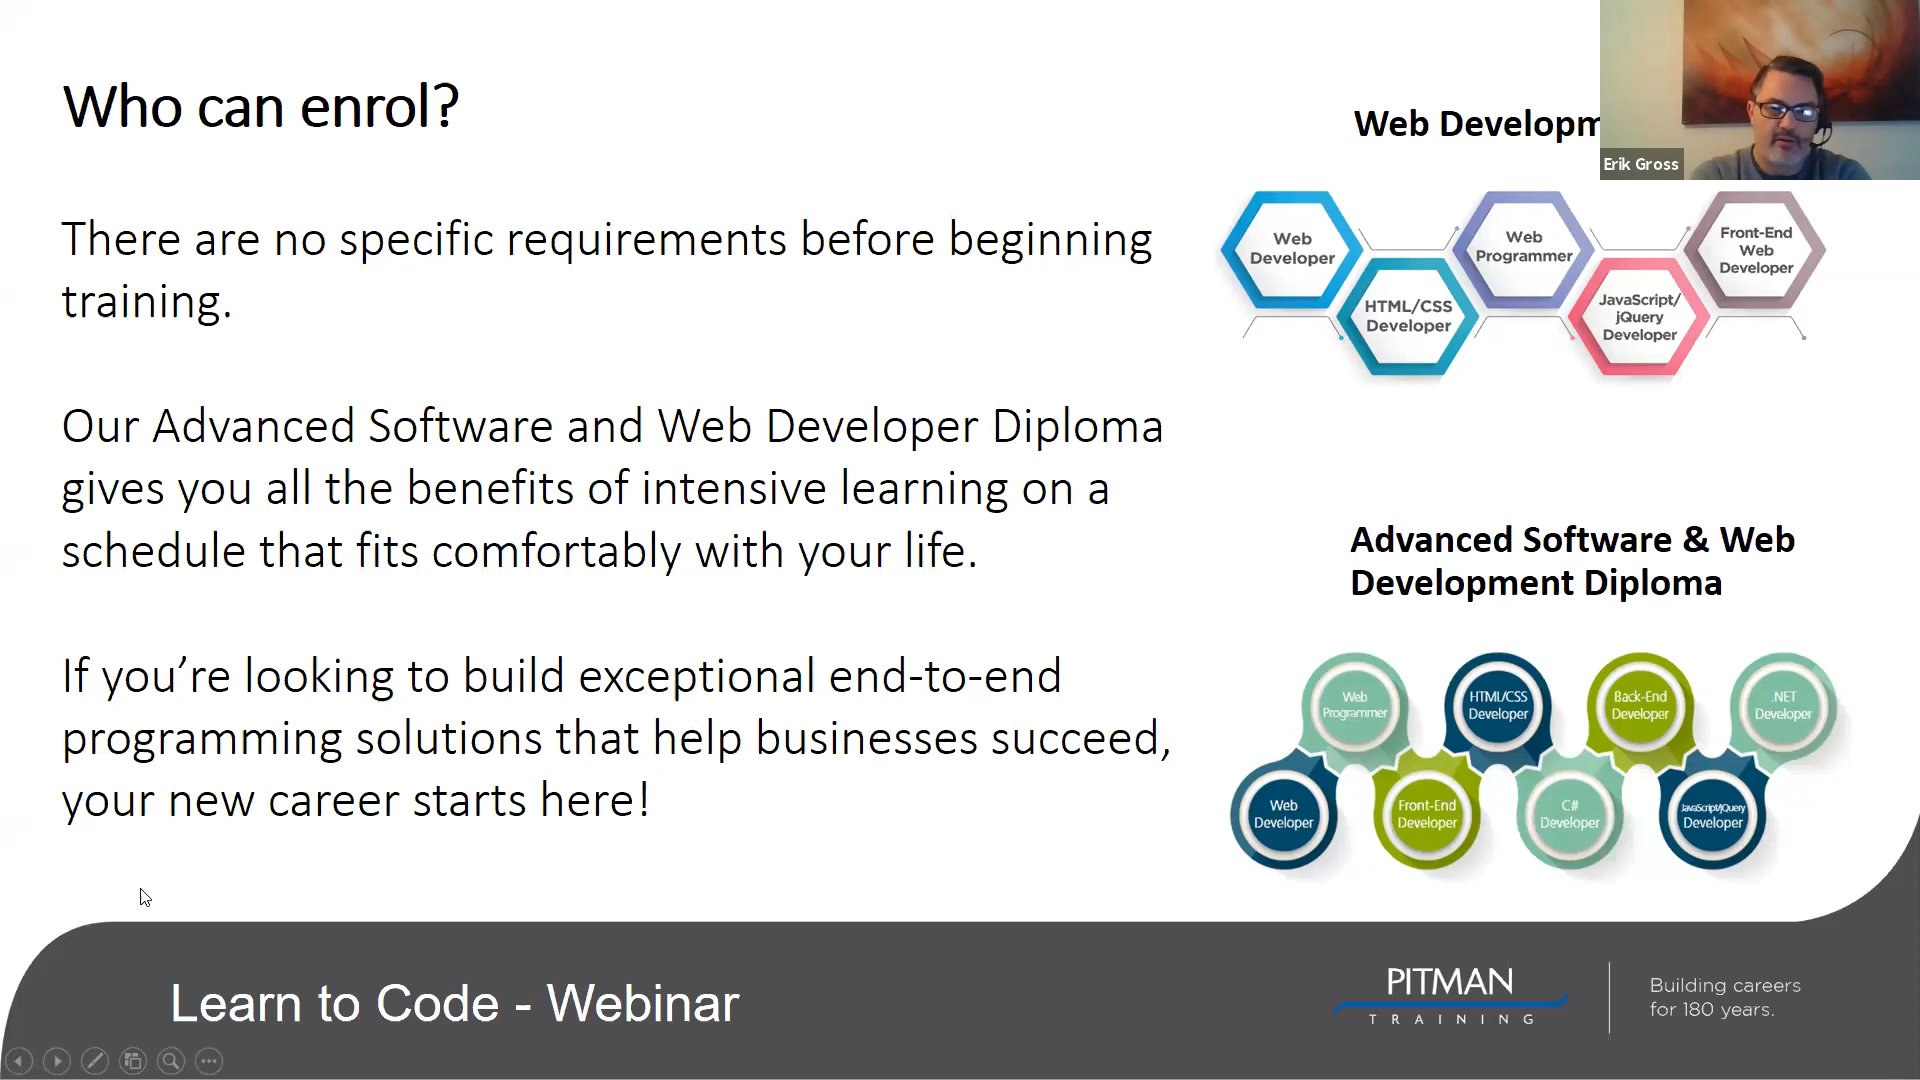 Who can enrol?
There are no specific requirements before beginning
training.
Our Advanced Software and Web Developer Diploma
gives you all the benefits of intensive learning on a
schedule that fits comfortably with your life.
If you’re looking to build exceptional end-to-end
programming solutions that help businesses succeed,
your new career starts here!
Web Developm
Erik Gross
Web
Developer
HTML/CSS
Developer
Web
Programmer
JavaScript/
jQuery
Developer
Front-End
Web
Developer
Advanced Software & Web
Development Diploma
Web
Programmer
HTML/CSS
Developer
Back-End
Developer
.NET
Developer
Web
Developer
Front-End
Developer
C#
Developer
JavaScript/jQuery
Developer
Learn to Code - Webinar
PITMAN
TRAINING
Building careers
for 180 years.